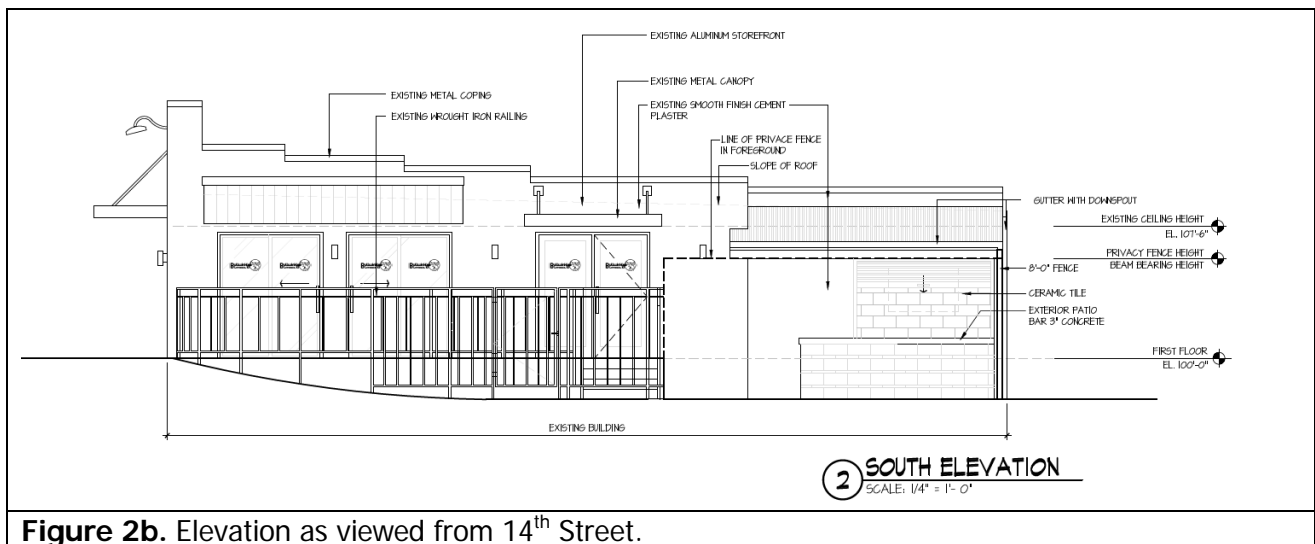 EXISTING ALUMINUM STOREFRONT
EXISTING METAL CANOPY
EXISTING METAL COPING
EXISTING SMOOTH FINISH CEMENT
PLASTER
EXISTING WROUGHT IRON RAILING
LINE OF PRIVACE FENCE
IN FOREGROUND
SLOPE OF ROOF
GUTTER WITH DOWNSPOUT
EXISTING CEILING HEIGHT
EL. 107'-6"
PRIVACY FENCE HEIGHT
BEAM BEARING HEIGHT
8'-0" FENCE
CERAMIC TILE
EXTERIOR PATIO
BAR 3" CONCRETE
FIRST FLOOR
EL. 100'-0"
EXISTING BUILDING
2 SOUTH ELEVATION
SCALE: 1/4" = 1'- 0"
Figure 2b. Elevation as viewed from 14th Street.